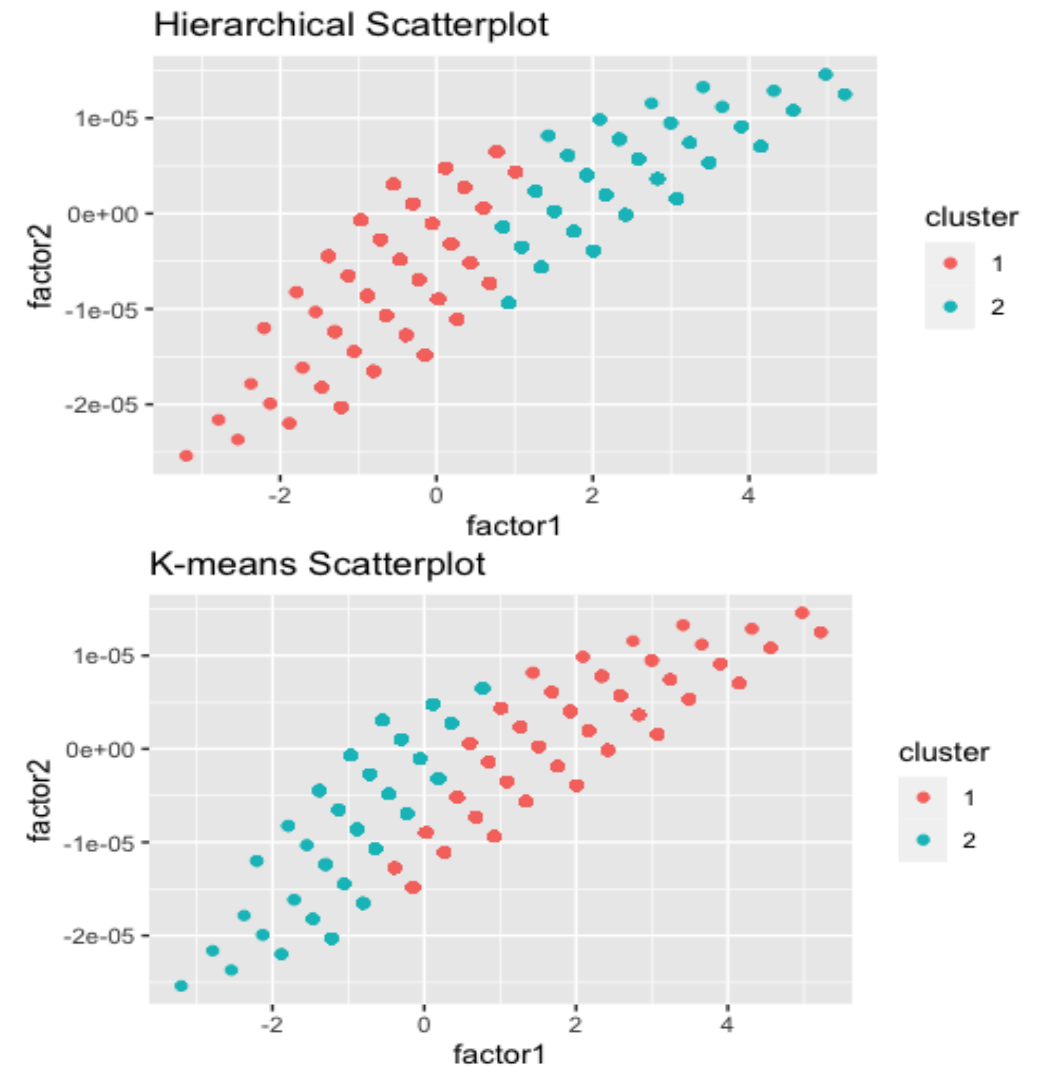 Hierarchical Scatterplot
1e-05
0e+00
-1e-05
-2e-05
factor2
-2 0 2 4
factor1
cluster
1
2
K-means Scatterplot
1e-05
0e+00
-1e-05
-2e-05
factor2
-2 0 2 4
factor1
cluster
1
2